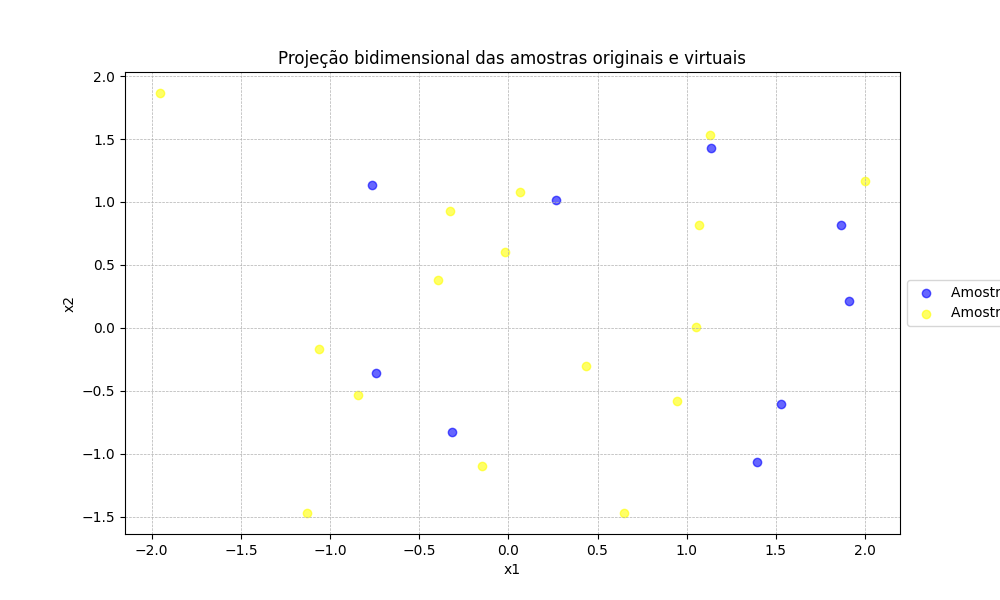 Projeção bidimensional das amostras originais e virtuais
2.0
1.5
1.0
0.5
0.0
−0.5
−1.0
−1.5
x2
−2.0 −1.5 −1.0 −0.5 0.0 0.5 1.0 1.5 2.0
x1
Amostr
Amostr